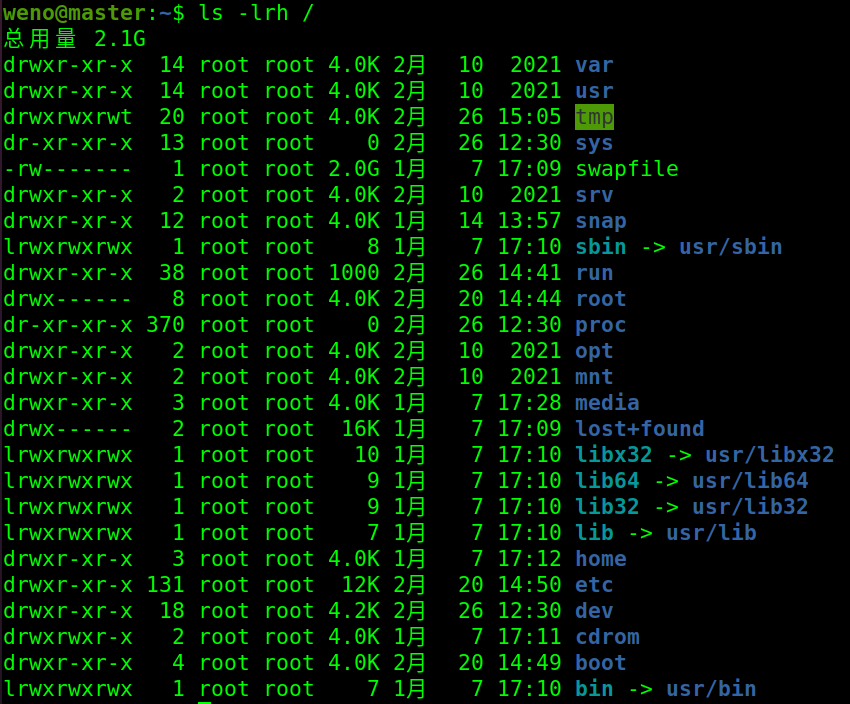 weno@master:~$ ls -lrh /
总用量 2.1G
drwxr-xr-x  14 root root 4.0K 2月  10  2021 var
drwxr-xr-x  14 root root 4.0K 2月  10  2021 usr
drwxrwxrwt  20 root root 4.0K 2月  26 15:05 tmp
dr-xr-xr-x  13 root root    0 2月  26 12:30 sys
-rw-------   1 root root 2.0G 1月   7 17:09 swapfile
drwxr-xr-x   2 root root 4.0K 2月  10  2021 srv
drwxr-xr-x  12 root root 4.0K 1月  14 13:57 snap
lrwxrwxrwx   1 root root    8 1月   7 17:10 sbin -> usr/sbin
drwxr-xr-x  38 root root 1000 2月  26 14:41 run
drwx------   8 root root 4.0K 2月  20 14:44 root
dr-xr-xr-x 370 root root    0 2月  26 12:30 proc
drwxr-xr-x   2 root root 4.0K 2月  10  2021 opt
drwxr-xr-x   2 root root 4.0K 2月  10  2021 mnt
drwxr-xr-x   3 root root 4.0K 1月   7 17:28 media
drwx------   2 root root  16K 1月   7 17:09 lost+found
lrwxrwxrwx   1 root root   10 1月   7 17:10 libx32 -> usr/libx32
lrwxrwxrwx   1 root root    9 1月   7 17:10 lib64 -> usr/lib64
lrwxrwxrwx   1 root root    9 1月   7 17:10 lib32 -> usr/lib32
lrwxrwxrwx   1 root root    7 1月   7 17:10 lib -> usr/lib
drwxr-xr-x   3 root root 4.0K 1月   7 17:12 home
drwxr-xr-x 131 root root  12K 2月  20 14:50 etc
drwxr-xr-x  18 root root 4.2K 2月  26 12:30 dev
drwxrwxr-x   2 root root 4.0K 1月   7 17:11 cdrom
drwxr-xr-x   4 root root 4.0K 2月  20 14:49 boot
lrwxrwxrwx   1 root root    7 1月   7 17:10 bin -> usr/bin